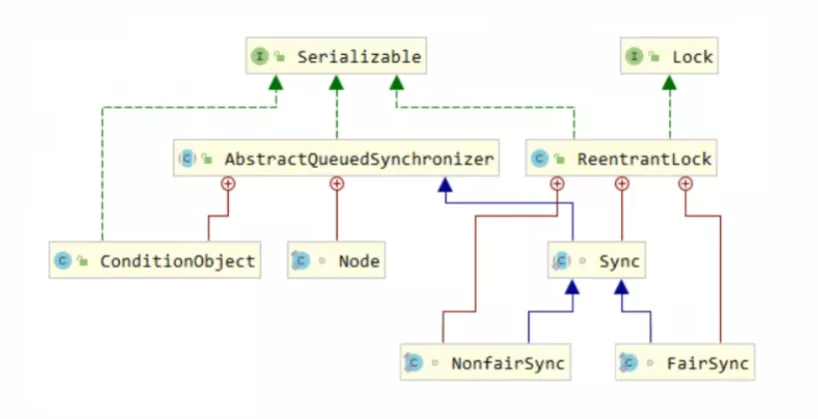 I Serializable
I Lock
C AbstractQueuedSynchronizer
C ReentrantLock
C ConditionObject
C Node
C Sync
C NonfairSync
C FairSync